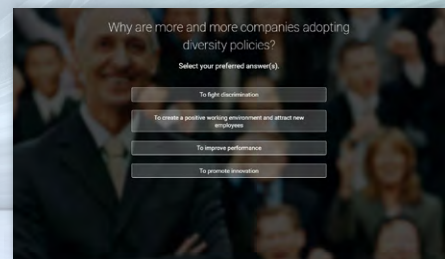 Why are more and more companies adopting
diversity policies?
Select your preferred answer(s).
To fight discrimination
To create a positive working environment and attract new
employees
To improve performance
To promote innovation